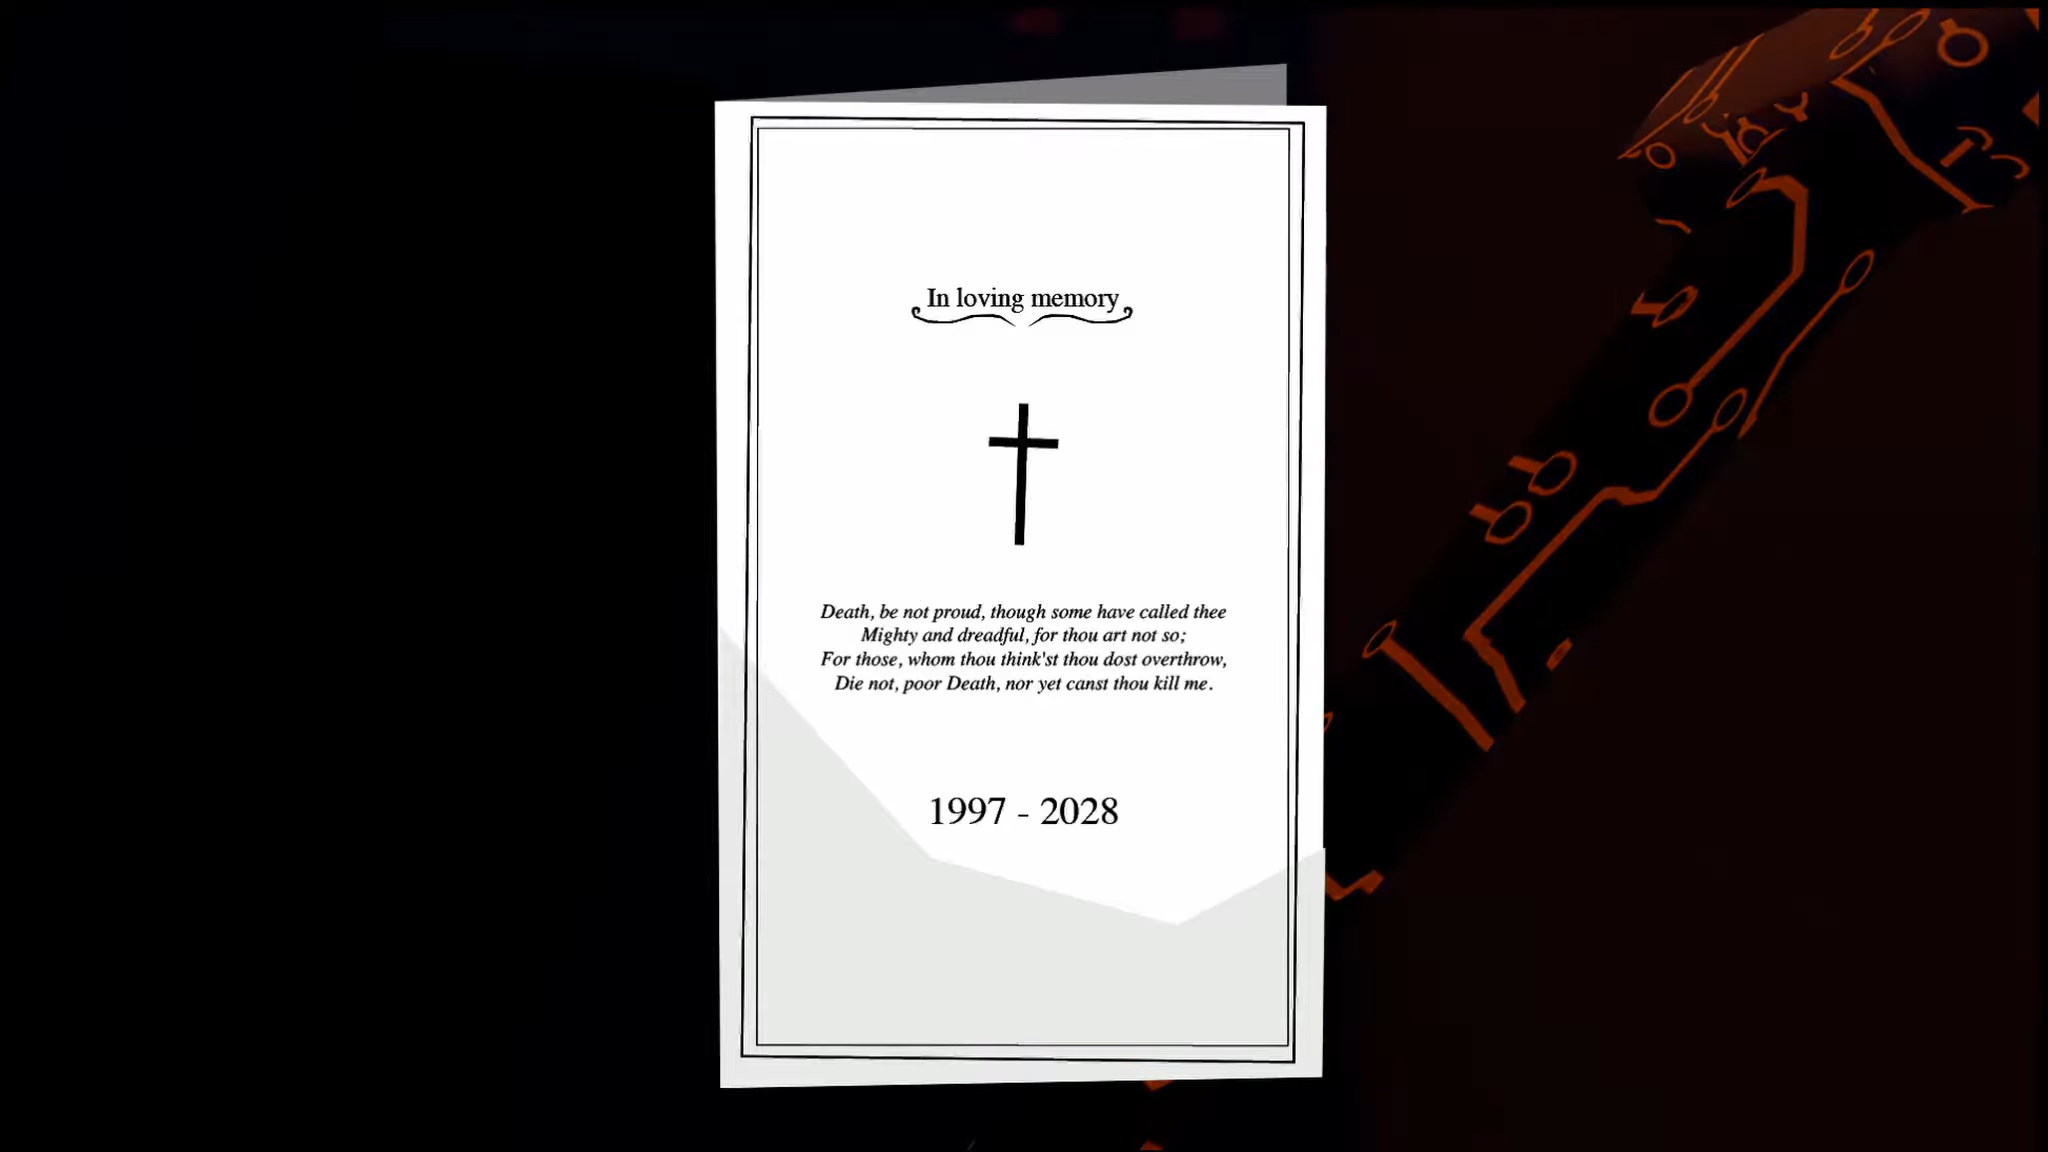 In loving memory
Death, be not proud, though some have called thee
Mighty and dreadful, for thou art not so;
For those, whom thou think'st thou dost overthrow,
Die not, poor Death, nor yet canst thou kill me.
1997 - 2028